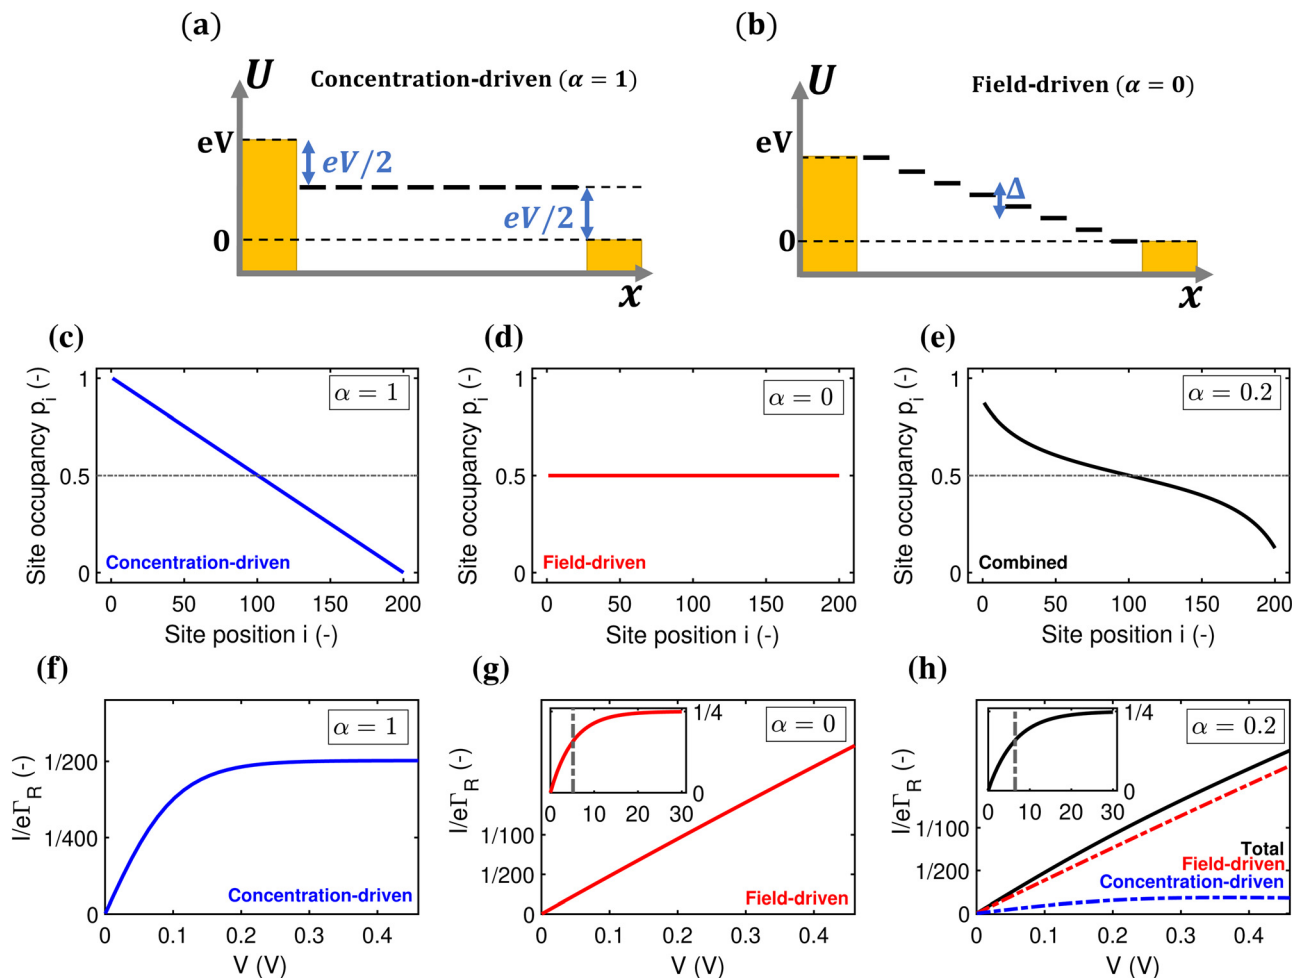 (a)
U
Concentration-driven (α = 1)
eV
eV/2
eV/2
0
x
(b)
U
Field-driven (α = 0)
eV
Δ
0
x
(c)
Site occupancy p_i (-)
1
0.5
0
α = 1
Concentration-driven
0 50 100 150 200
Site position i (-)
(d)
Site occupancy p_i (-)
1
0.5
0
α = 0
Field-driven
0 50 100 150 200
Site position i (-)
(e)
Site occupancy p_i (-)
1
0.5
0
α = 0.2
Combined
0 50 100 150 200
Site position i (-)
(f)
I/eΓ_R (-)
1/200
1/400
0
α = 1
Concentration-driven
0 0.1 0.2 0.3 0.4
V (V)
(g)
I/eΓ_R (-)
1/100
1/200
0
1/4
0
0 10 20 30
α = 0
Field-driven
0 0.1 0.2 0.3 0.4
V (V)
(h)
I/eΓ_R (-)
1/100
1/200
0
1/4
0
0 10 20 30
α = 0.2
Total
Field-driven
Concentration-driven
0 0.1 0.2 0.3 0.4
V (V)